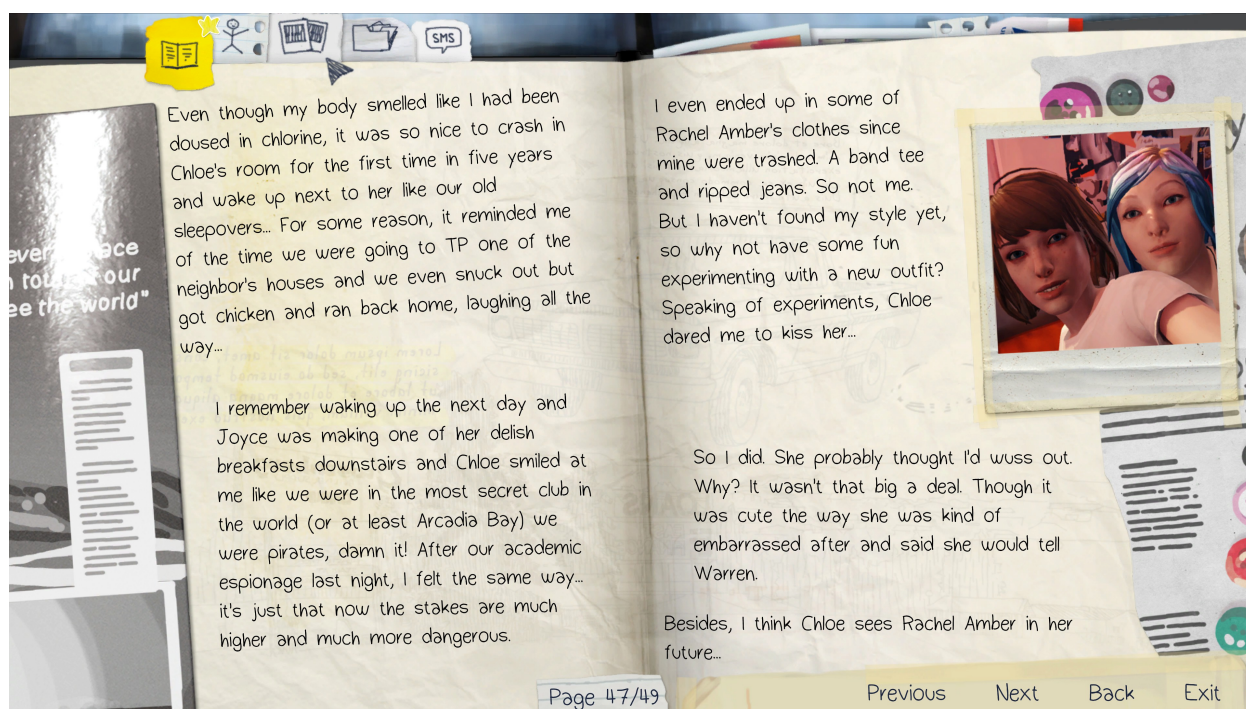 SMS
Even though my body smelled like I had been
doused in chlorine, it was so nice to crash in
Chloe's room for the first time in five years
and wake up next to her like our old
sleepovers... For some reason, it reminded me
of the time we were going to TP one of the
neighbor's houses and we even snuck out but
got chicken and ran back home, laughing all the
way...
I remember waking up the next day and
Joyce was making one of her delish
breakfasts downstairs and Chloe smiled at
me like we were in the most secret club in
the world (or at least Arcadia Bay) we
were pirates, damn it! After our academic
espionage last night, I felt the same way...
it's just that now the stakes are much
higher and much more dangerous.
I even ended up in some of
Rachel Amber's clothes since
mine were trashed. A band tee
and ripped jeans. So not me.
But I haven't found my style yet,
so why not have some fun
experimenting with a new outfit?
Speaking of experiments, Chloe
dared me to kiss her...
So I did. She probably thought I'd wuss out.
Why? It wasn't that big a deal. Though it
was cute the way she was kind of
embarrassed after and said she would tell
Warren.
Besides, I think Chloe sees Rachel Amber in her
future...
our
the world"
Page 47/49
Previous Next Back Exit